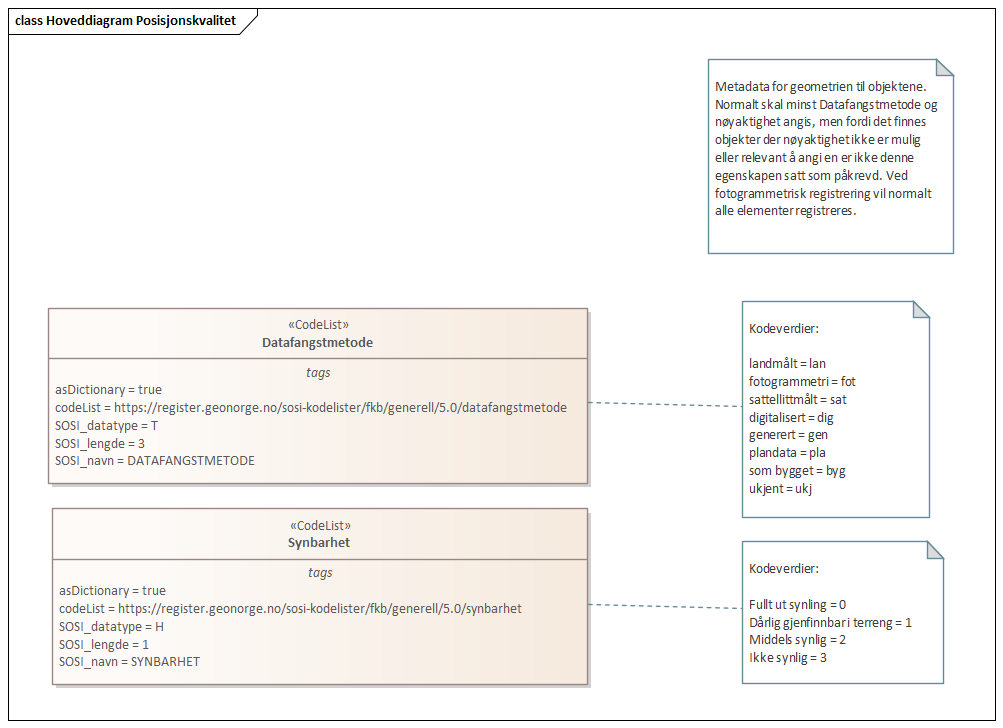 class Hoveddiagram Posisjonskvalitet
Metadata for geometrien til objektene.
Normalt skal minst Datafangstmetode og
nøyaktighet angis, men fordi det finnes
objekter der nøyaktighet ikke er mulig
eller relevant å angi en er ikke denne
egenskapen satt som påkrevd. Ved
fotogrammetrisk registrering vil normalt
alle elementer registreres.
«CodeList»
Datafangstmetode
tags
asDictionary = true
codeList = https://register.geonorge.no/sosi-kodelister/fkb/generell/5.0/datafangstmetode
SOSI_datatype = T
SOSI_lengde = 3
SOSI_navn = DATAFANGSTMETODE
Kodeverdier:
landmålt = lan
fotogrammetri = fot
sattellittmålt = sat
digitalisert = dig
generert = gen
plandata = pla
som bygget = byg
ukjent = ukj
«CodeList»
Synbarhet
tags
asDictionary = true
codeList = https://register.geonorge.no/sosi-kodelister/fkb/generell/5.0/synbarhet
SOSI_datatype = H
SOSI_lengde = 1
SOSI_navn = SYNBARHET
Kodeverdier:
Fullt ut synling = 0
Dårlig gjenfinnbar i terreng = 1
Middels synlig = 2
Ikke synlig = 3